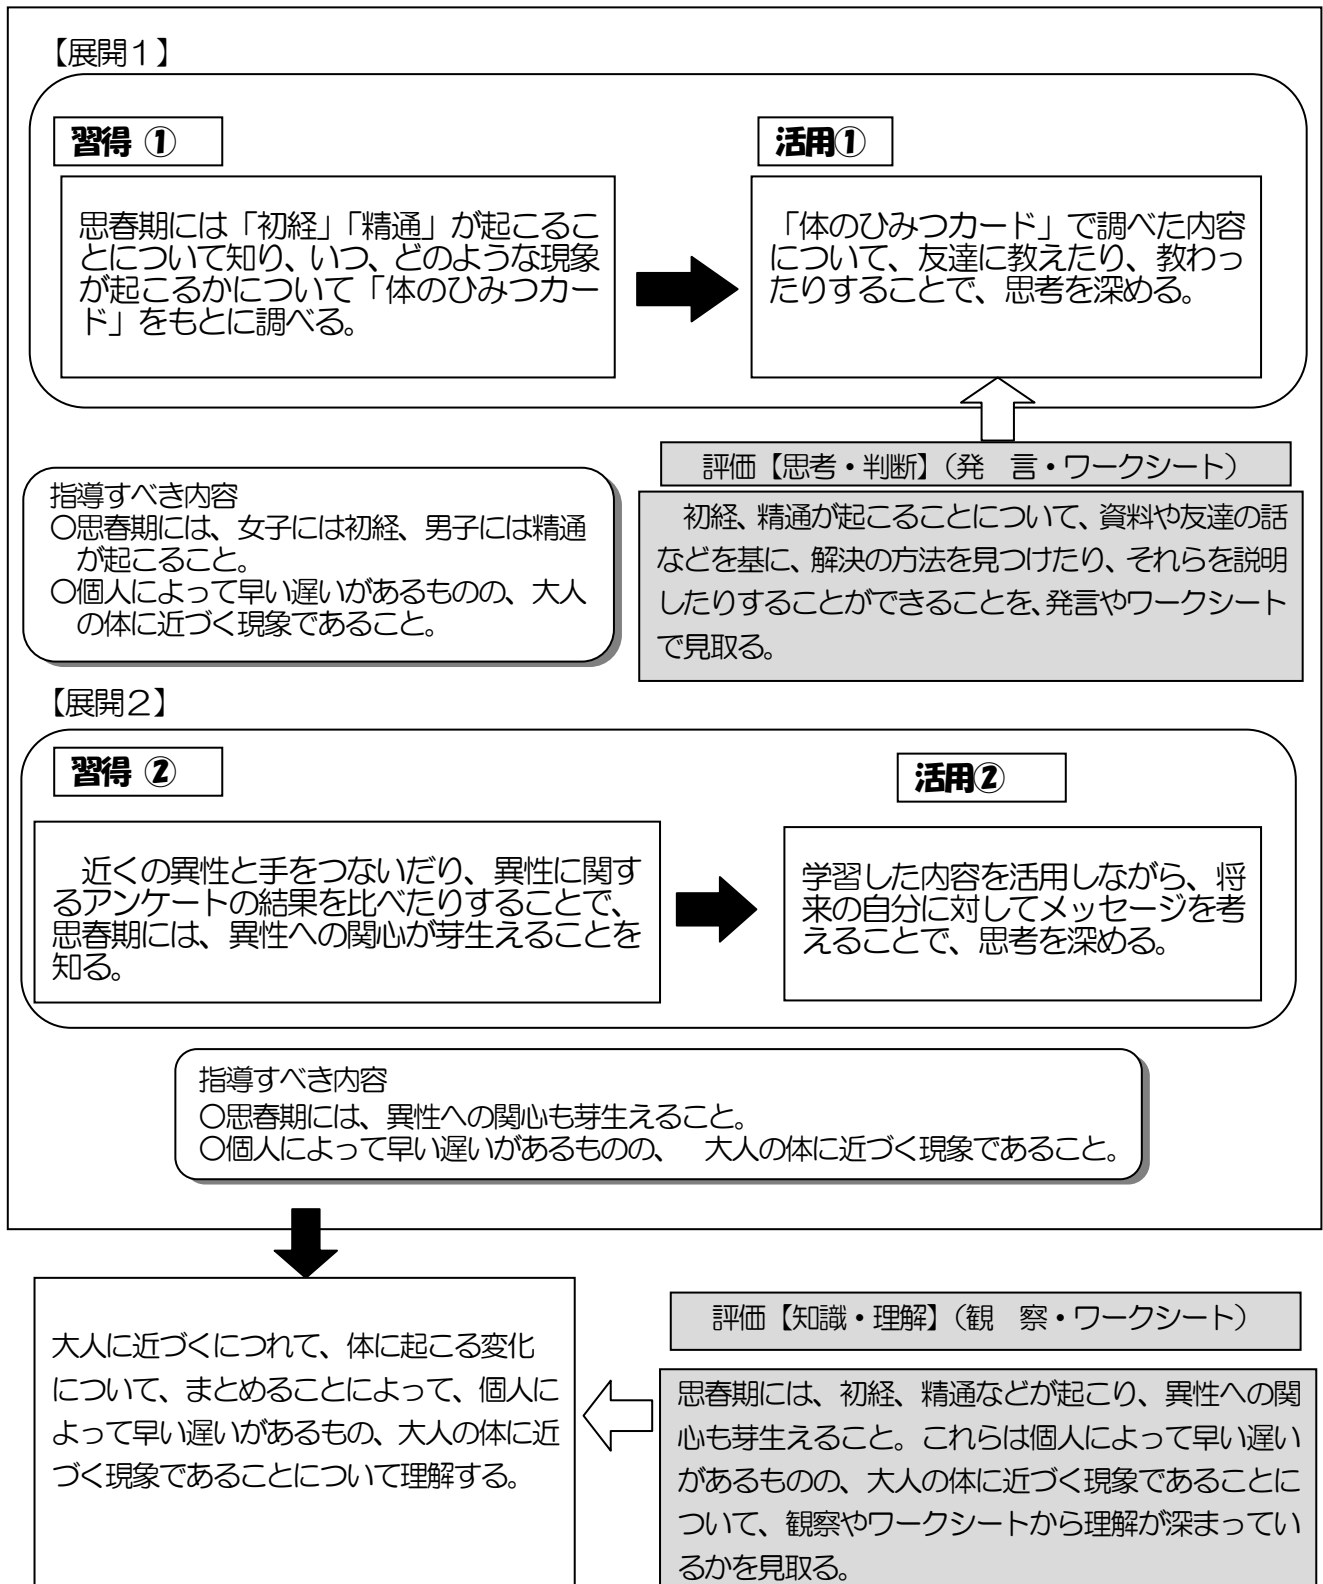 【展開１】
習得 ①
思春期には「初経」「精通」が起こるこ
とについて知り、いつ、どのような現象
が起こるかについて「体のひみつカー
ド」をもとに調べる。
活用①
「体のひみつカード」で調べた内容
について、友達に教えたり、教わっ
たりすることで、思考を深める。
指導すべき内容
○思春期には、女子には初経、男子には精通
が起こること。
○個人によって早い遅いがあるものの、大人
の体に近づく現象であること。
評価【思考・判断】（発　言・ワークシート）
初経、精通が起こることについて、資料や友達の話
などを基に、解決の方法を見つけたり、それらを説明
したりすることができることを、発言やワークシート
で見取る。
【展開２】
習得 ②
近くの異性と手をつないだり、異性に関す
るアンケートの結果を比べたりすることで、
思春期には、異性への関心が芽生えることを
知る。
活用②
学習した内容を活用しながら、将
来の自分に対してメッセージを考
えることで、思考を深める。
指導すべき内容
○思春期には、異性への関心も芽生えること。
○個人によって早い遅いがあるものの、　大人の体に近づく現象であること。
大人に近づくにつれて、体に起こる変化
について、まとめることによって、個人に
よって早い遅いがあるもの、大人の体に近
づく現象であることについて理解する。
評価【知識・理解】（観　察・ワークシート）
思春期には、初経、精通などが起こり、異性への関
心も芽生えること。これらは個人によって早い遅い
があるものの、大人の体に近づく現象であることに
ついて、観察やワークシートから理解が深まってい
るかを見取る。